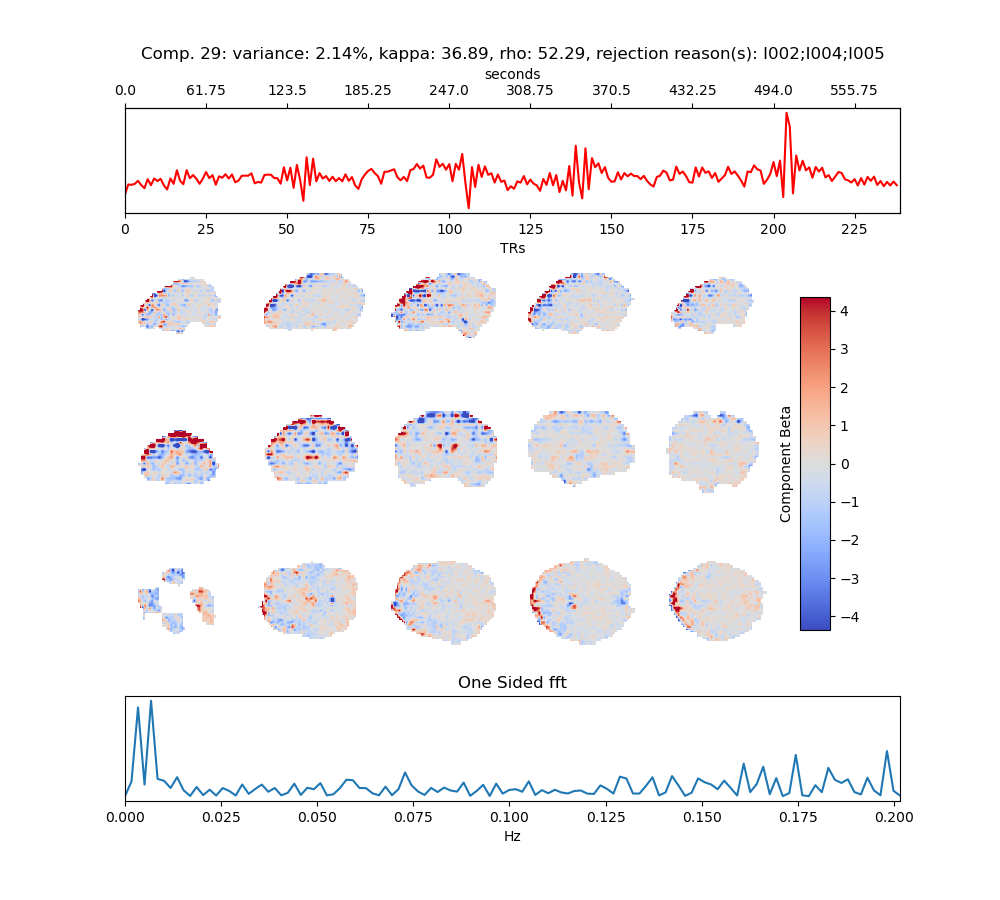 Comp. 29: variance: 2.14%, kappa: 36.89, rho: 52.29, rejection reason(s): I002;I004;I005
seconds
0.0 61.75 123.5 185.25 247.0 308.75 370.5 432.25 494.0 555.75
0 25 50 75 100 125 150 175 200 225
TRs
Component Beta
4
3
2
1
0
−1
−2
−3
−4
One Sided fft
0.000 0.025 0.050 0.075 0.100 0.125 0.150 0.175 0.200
Hz